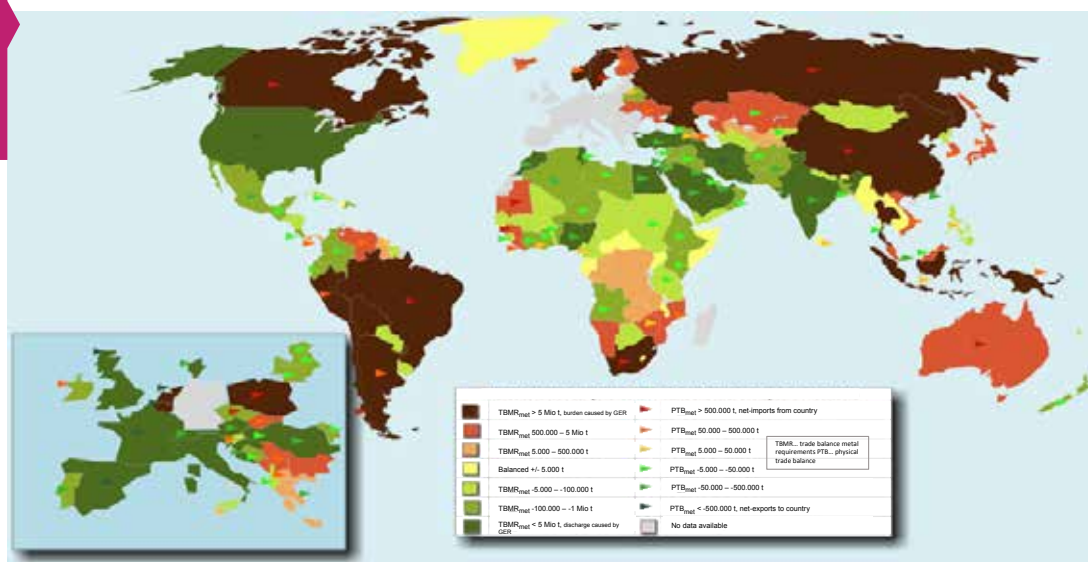 TBMRmet > 5 Mio t, burden caused by GER
PTBmet > 500.000 t, net-imports from country
TBMRmet 500.000 – 5 Mio t
PTBmet 50.000 - 500.000 t
TBMRmet 5.000 – 500.000 t
PTBmet 5.000 - 50.000 t
TBMR... trade balance metal
requirements PTB... physical
trade balance
Balanced +/- 5.000 t
PTBmet -5.000 – -50.000 t
TBMRmet -5.000 – -100.000 t
PTBmet -50.000 – -500.000 t
TBMRmet -100.000 – -1 Mio t
PTBmet < -500.000 t, net-exports to country
TBMRmet < 5 Mio t, discharge caused by
GER
No data available